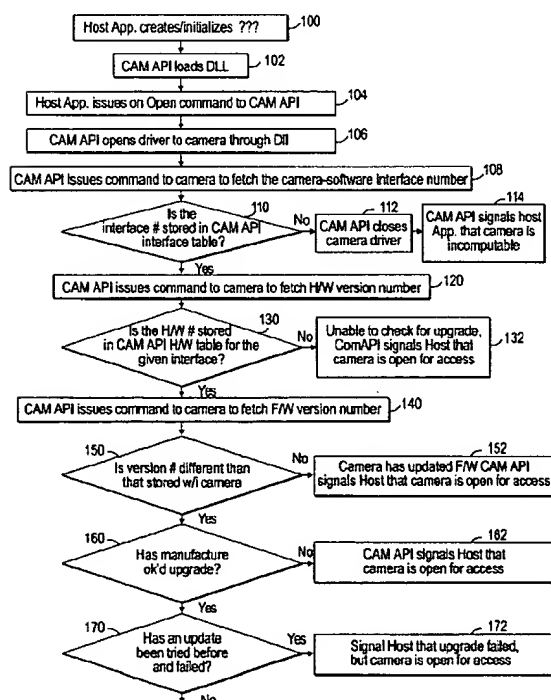 Host App. creates/initializes ???
100
CAM API loads DLL
102
Host App. issues on Open command to CAM API
104
CAM API opens driver to camera through Dll
106
108
CAM API issues command to camera to fetch the camera-software interface number
110
Is the
interface # stored in CAM API
interface table?
No
112
CAM API closes
camera driver
114
CAM API signals host
App. that camera is
incomputable
Yes
CAM API issues command to camera to fetch H/W version number
120
130
Is the H/W # stored
in CAM API H/W table for the
given interface?
No
Unable to check for upgrade,
ComAPI signals Host that
camera is open for access
132
Yes
CAM API issues command to camera to fetch F/W version number
140
150
Is version # different than
that stored w/i camera
No
152
Camera has updated F/W CAM API
signals Host that camera is open for access
Yes
160
Has manufacture
ok'd upgrade?
No
162
CAM API signals Host that
camera is open for access
Yes
170
Has an update
been tried before
and failed?
Yes
172
Signal Host that upgrade failed,
but camera is open for access
No